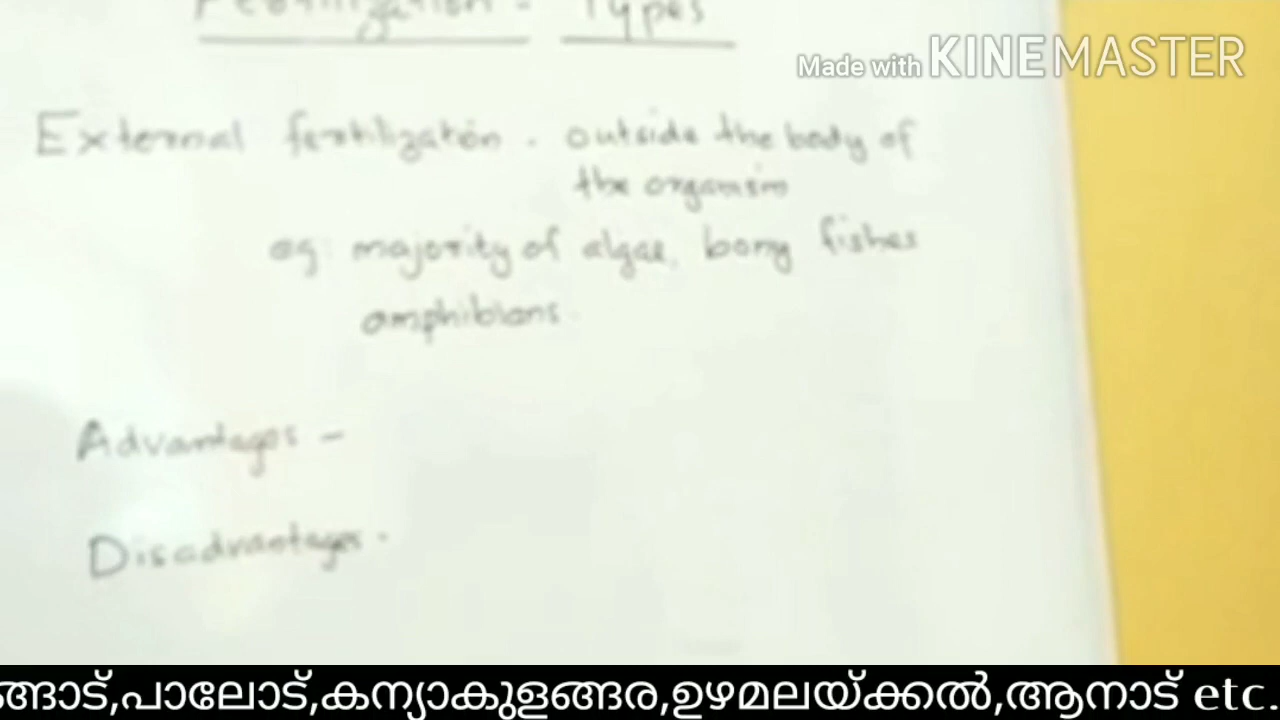 Fertilization - Types
Made with KINEMASTER
External fertilization - outside the body of
the organism
eg: majority of algae, bony fishes
amphibians.
Advantages -
Disadvantages -
ങ്ങാട്,പാലോട്,കന്യാകുളങ്ങര,ഉഴമലയ്ക്കൽ,ആനാട് etc.